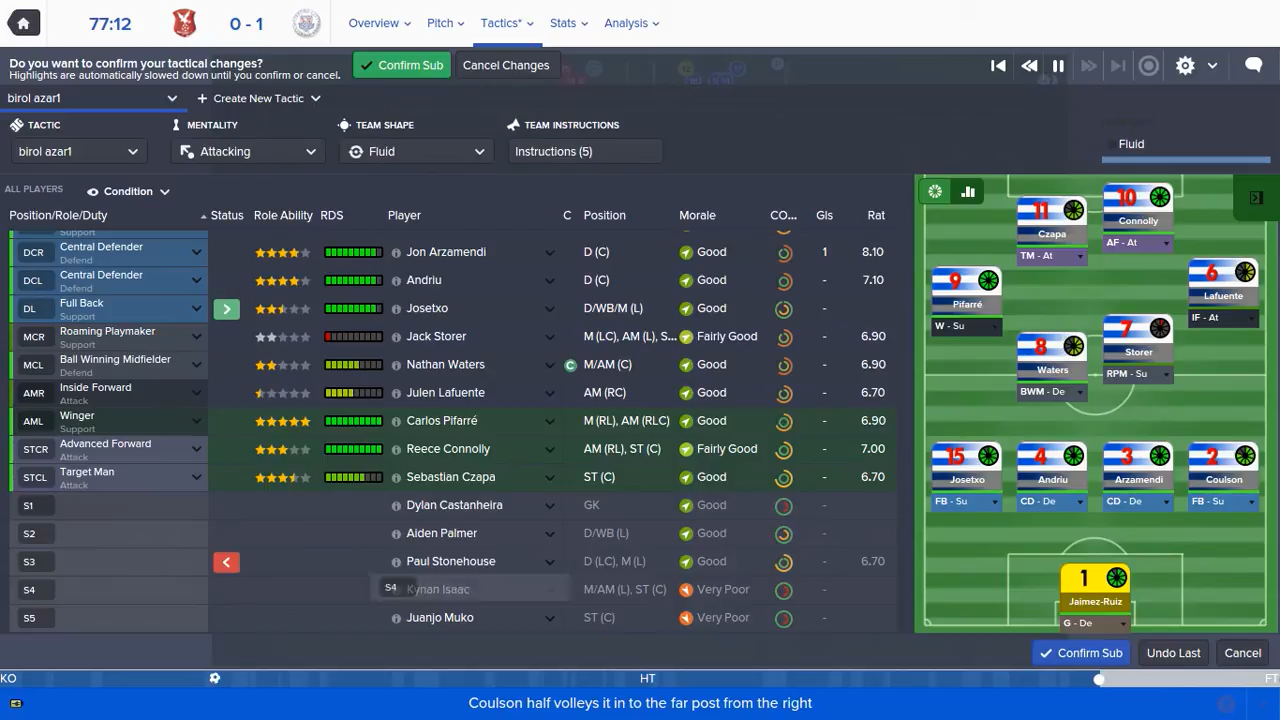 77:12
0 - 1
Overview
Pitch
Tactics*
Stats
Analysis
Do you want to confirm your tactical changes?
Highlights are automatically slowed down until you confirm or cancel.
Confirm Sub
Cancel Changes
birol azar1
Create New Tactic
TACTIC
MENTALITY
TEAM SHAPE
TEAM INSTRUCTIONS
birol azar1
Attacking
Fluid
Instructions (5)
Fluid
ALL PLAYERS
Condition
Position/Role/Duty Status Role Ability RDS Player C Position Morale CO... Gls Rat
Support
DCR Central Defender Defend Jon Arzamendi D (C) Good 1 8.10
DCL Central Defender Defend Andriu D (C) Good - 7.10
DL Full Back Support Josetxo D/WB/M (L) Good -
MCR Roaming Playmaker Support Jack Storer M (LC), AM (L), S... Fairly Good - 6.90
MCL Ball Winning Midfielder Defend Nathan Waters C M/AM (C) Good - 6.90
AMR Inside Forward Attack Julen Lafuente AM (RC) Good - 6.70
AML Winger Support Carlos Pifarré M (RL), AM (RLC) Good - 6.90
STCR Advanced Forward Attack Reece Connolly AM (RL), ST (C) Fairly Good - 7.00
STCL Target Man Attack Sebastian Czapa ST (C) Good - 6.70
S1 Dylan Castanheira GK Good -
S2 Aiden Palmer D/WB (L) Good -
S3 Paul Stonehouse D (LC), M (L) Good - 6.70
S4 S4 Kynan Isaac M/AM (L), ST (C) Very Poor -
S5 Juanjo Muko ST (C) Very Poor -
11
Czapa
TM - At
10
Connolly
AF - At
9
Pifarré
W - Su
6
Lafuente
IF - At
8
Waters
BWM - De
7
Storer
RPM - Su
15
Josetxo
FB - Su
4
Andriu
CD - De
3
Arzamendi
CD - De
2
Coulson
FB - Su
1
Jaimez-Ruiz
G - De
Confirm Sub
Undo Last
Cancel
KO
HT
FT
Coulson half volleys it in to the far post from the right